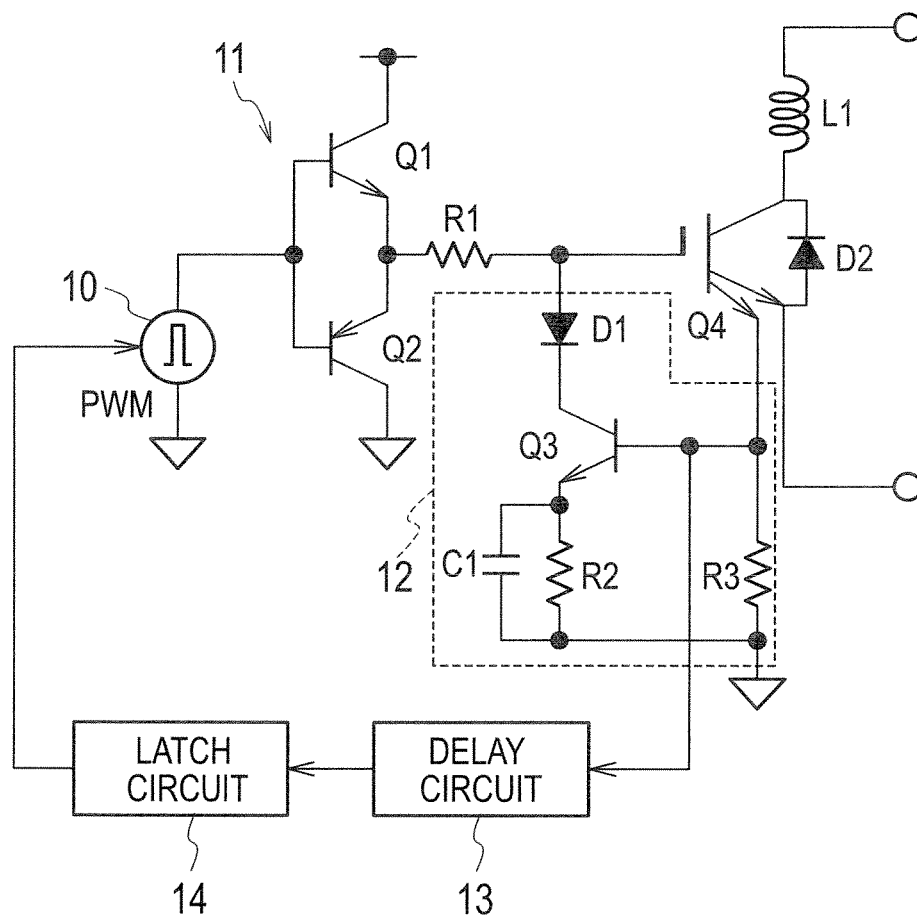 11
L1
Q1
R1
10
D2
D1
Q4
Q2
PWM
Q3
12
C1
R2
R3
LATCH
CIRCUIT
DELAY
CIRCUIT
14
13